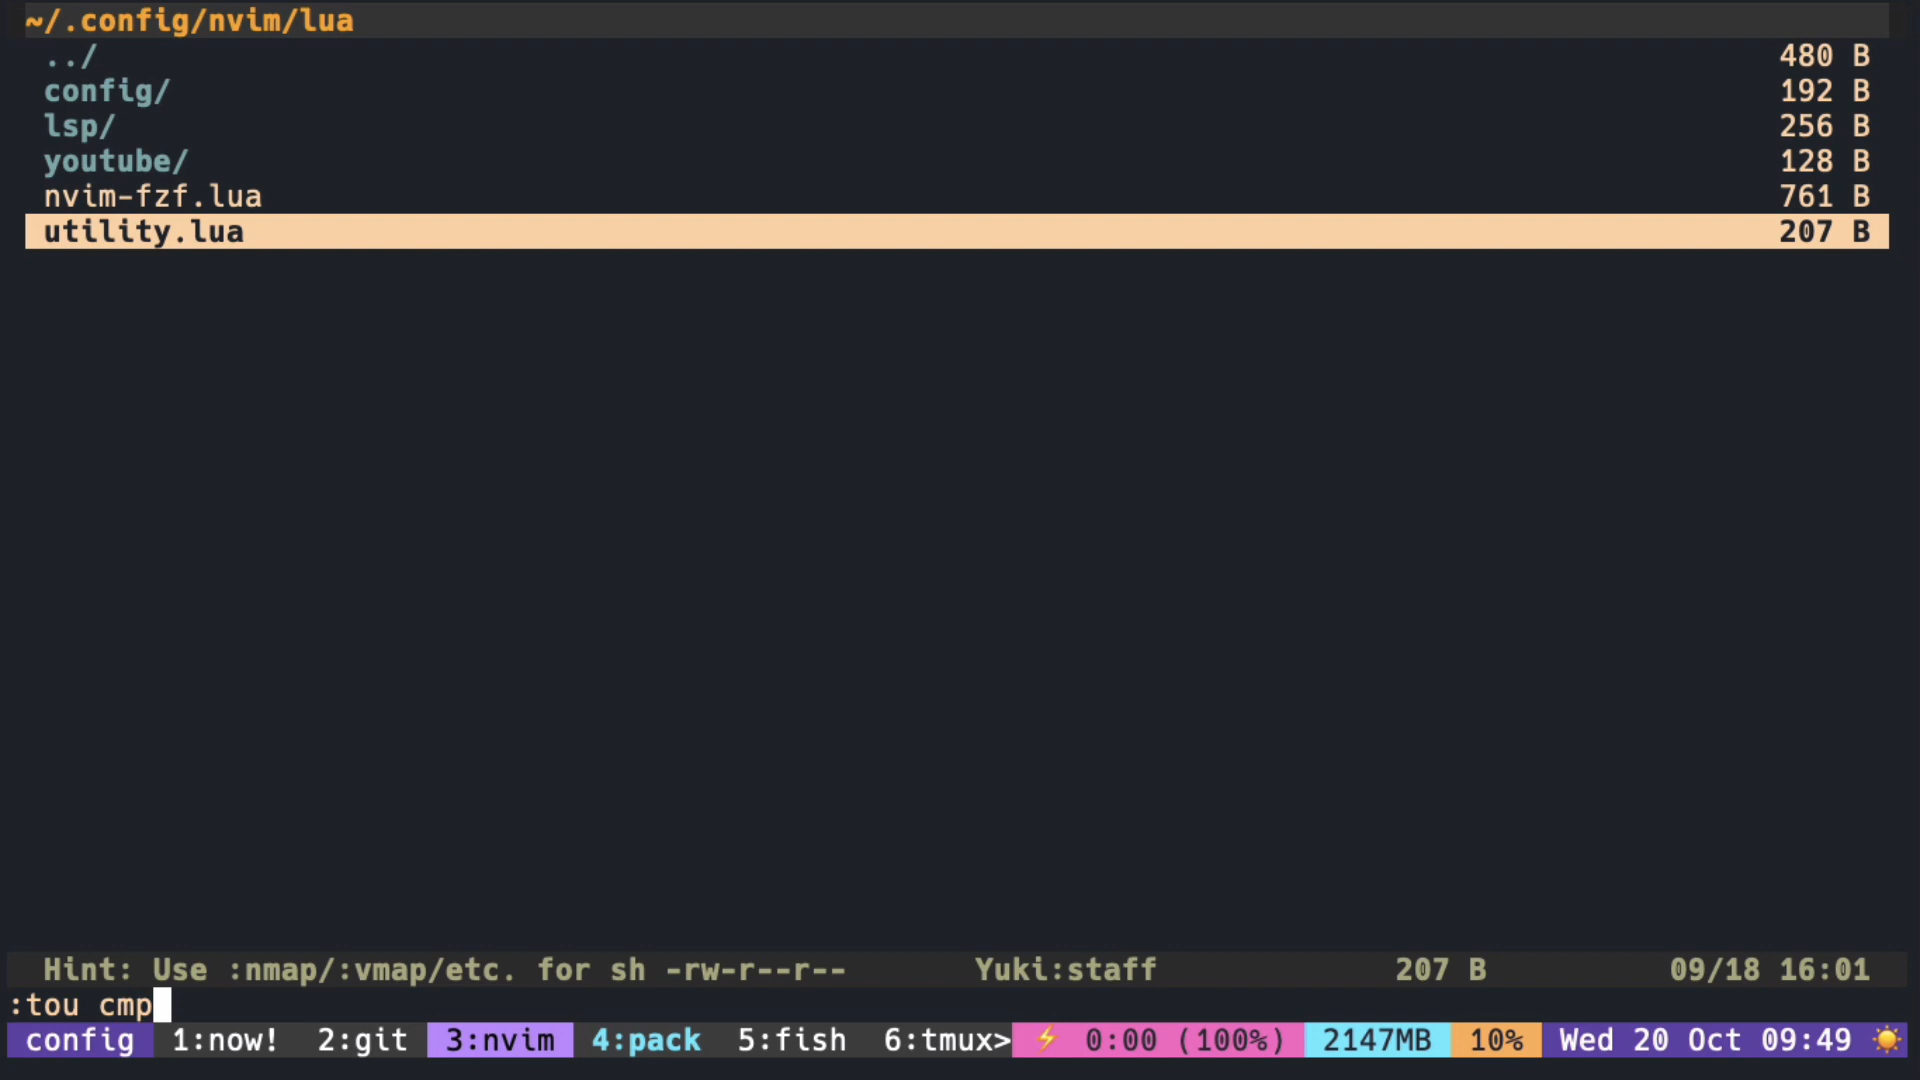 ~/.config/nvim/lua
../ 480 B
config/ 192 B
lsp/ 256 B
youtube/ 128 B
nvim-fzf.lua 761 B
utility.lua 207 B
Hint: Use :nmap/:vmap/etc. for sh -rw-r--r-- Yuki:staff 207 B 09/18 16:01
:tou cmp
config 1:now! 2:git 3:nvim 4:pack 5:fish 6:tmux> ⚡ 0:00 (100%) 2147MB 10% Wed 20 Oct 09:49 ☀️